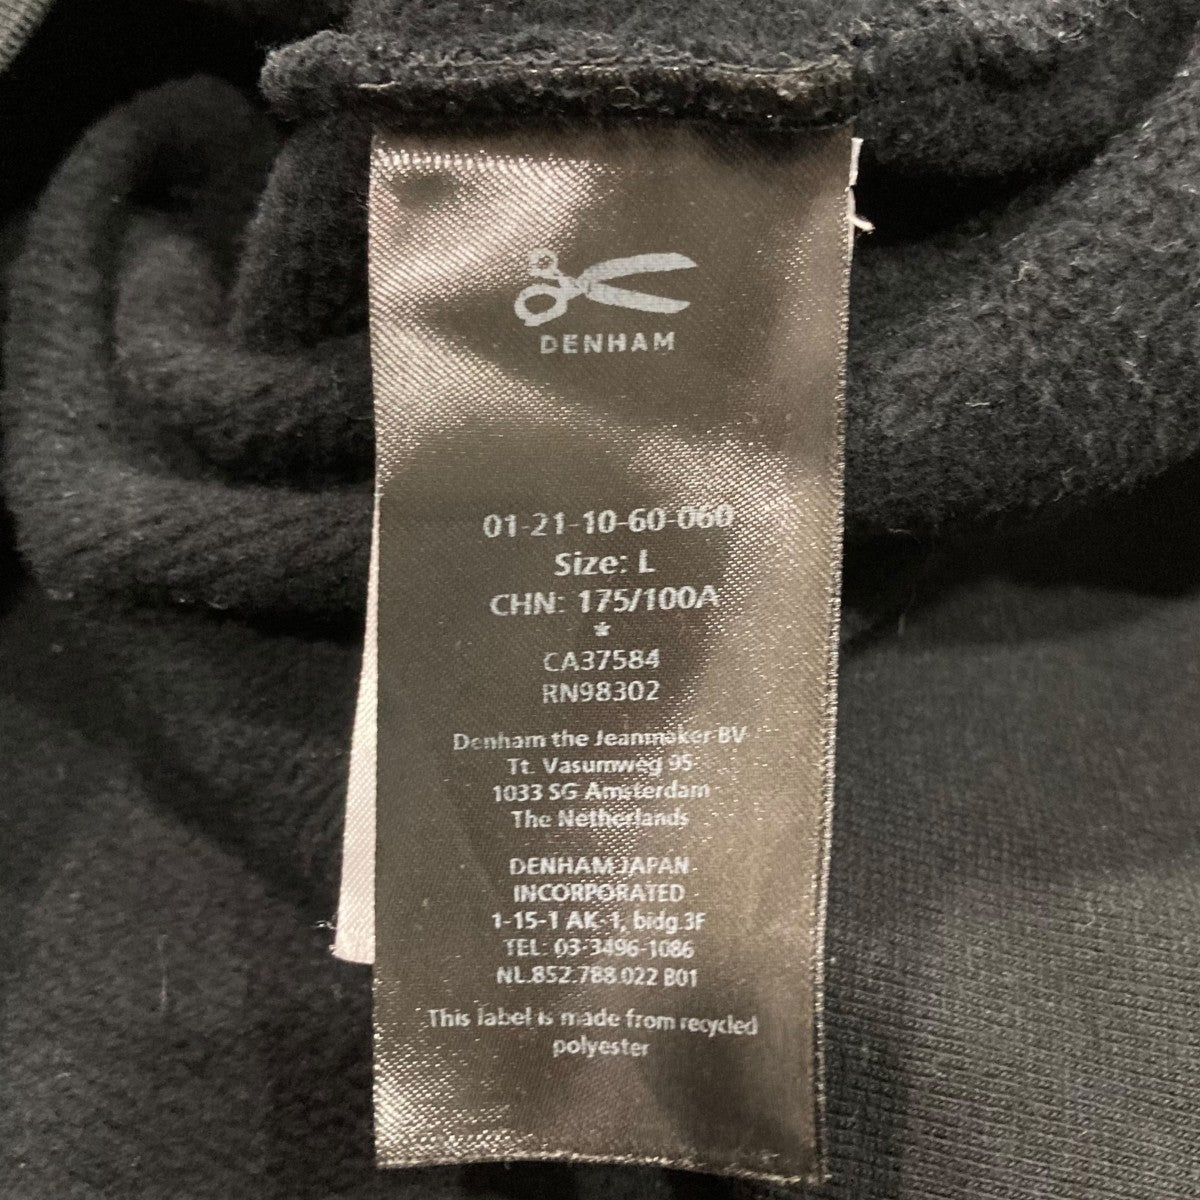 DENHAM
01-21-10-60-060
Size: L
CHN: 175/100A
*
CA37584
RN98302
Denham the Jeanmaker BV
Tt. Vasumweg 95
1033 SG Amsterdam
The Netherlands
DENHAM JAPAN
INCORPORATED
1-15-1 AK-1, bidg.3F
TEL: 03-3496-1086
NL.852.788.022 B01
This label is made from recycled
polyester